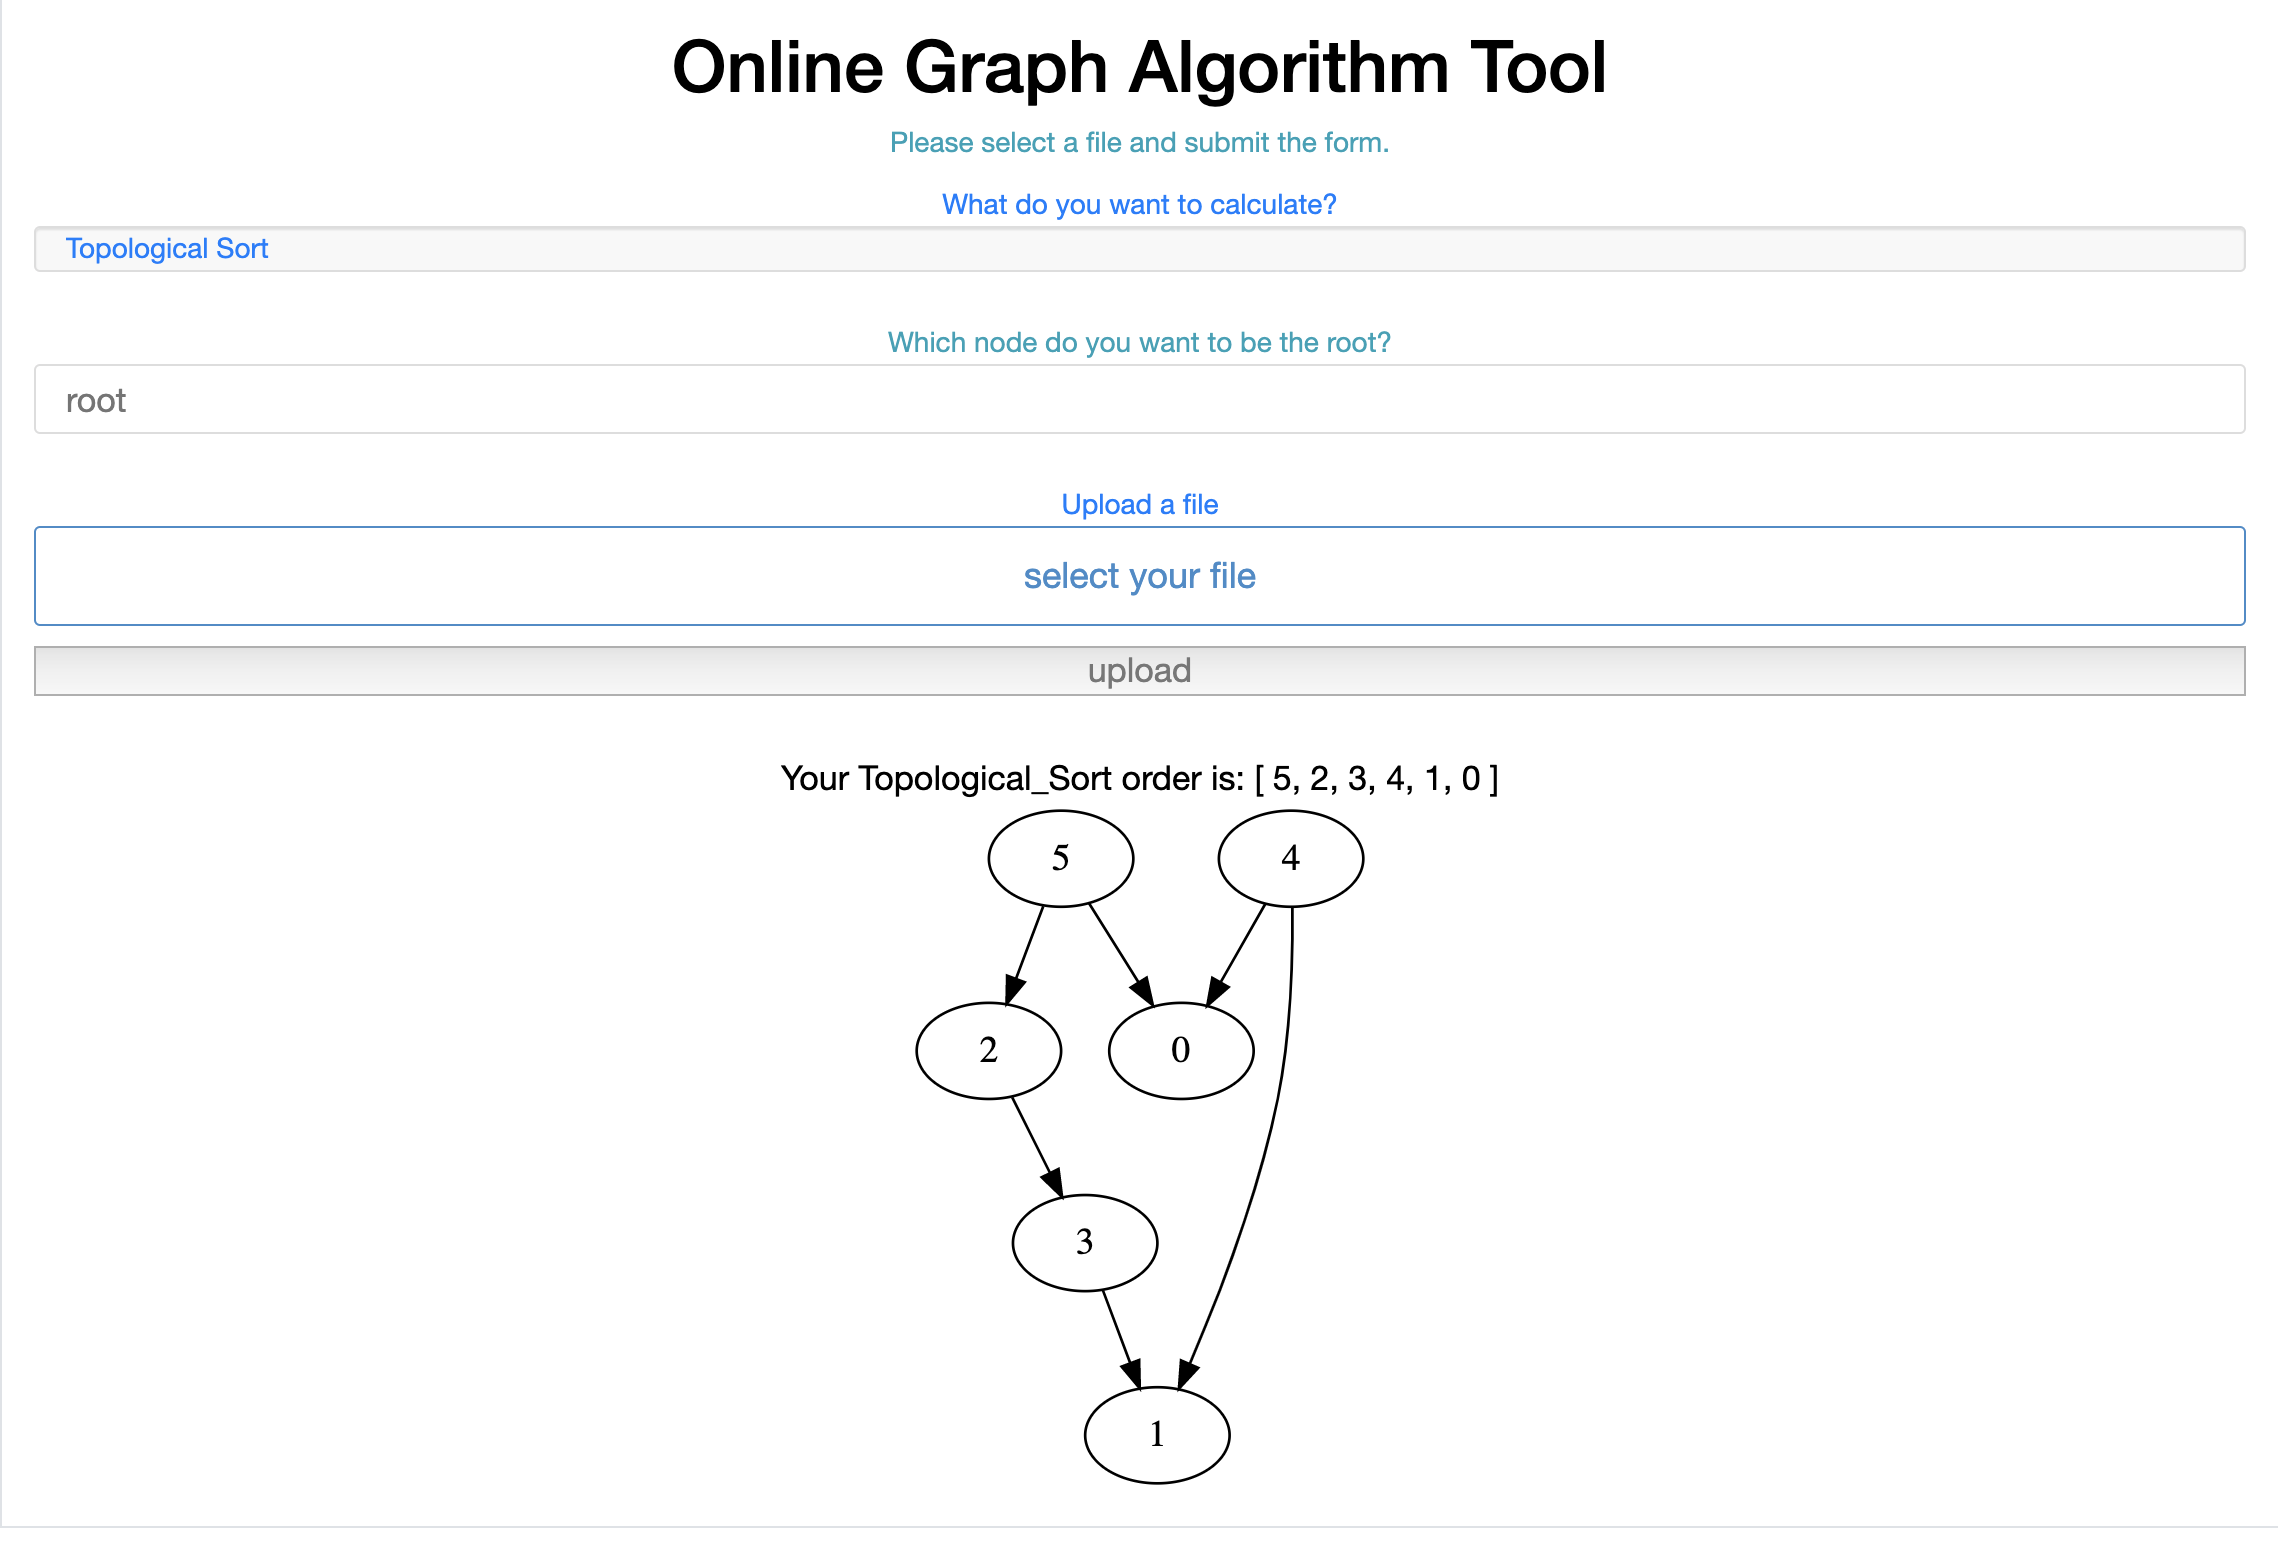 Online Graph Algorithm Tool
Please select a file and submit the form.
What do you want to calculate?
Topological Sort
Which node do you want to be the root?
root
Upload a file
select your file
upload
Your Topological_Sort order is: [ 5, 2, 3, 4, 1, 0 ]
5 4
2 0
3
1